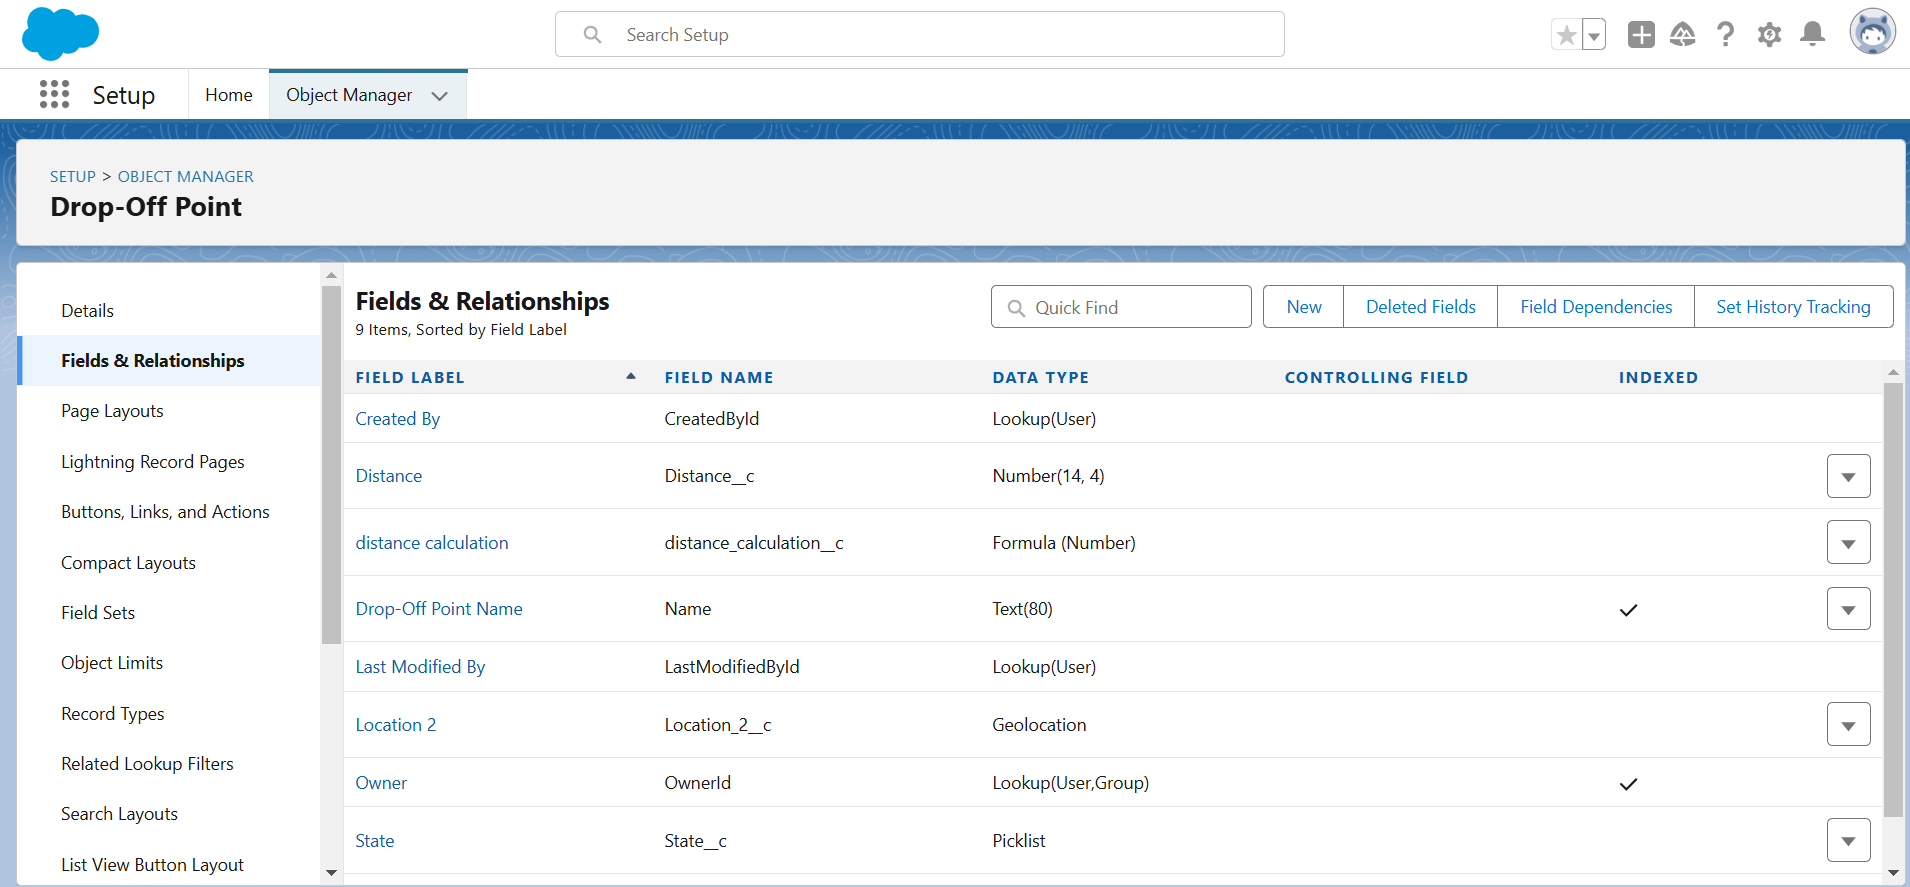 Search Setup
Setup
Home
Object Manager
SETUP > OBJECT MANAGER
Drop-Off Point
Details
Fields & Relationships
Page Layouts
Lightning Record Pages
Buttons, Links, and Actions
Compact Layouts
Field Sets
Object Limits
Record Types
Related Lookup Filters
Search Layouts
List View Button Layout
Fields & Relationships
9 Items, Sorted by Field Label
Quick Find
New
Deleted Fields
Field Dependencies
Set History Tracking
FIELD LABEL FIELD NAME DATA TYPE CONTROLLING FIELD INDEXED
Created By CreatedById Lookup(User)
Distance Distance__c Number(14, 4)
distance calculation distance_calculation__c Formula (Number)
Drop-Off Point Name Name Text(80)
Last Modified By LastModifiedById Lookup(User)
Location 2 Location_2__c Geolocation
Owner OwnerId Lookup(User,Group)
State State__c Picklist